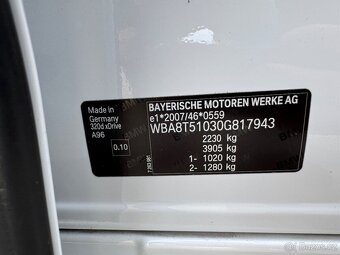 Made in
Germany
320d xDrive
A96
0.10
BAYERISCHE MOTOREN WERKE AG
e1*2007/46*0559
WBA8T51030G817943
2230 kg
3905 kg
1- 1020 kg
2- 1280 kg